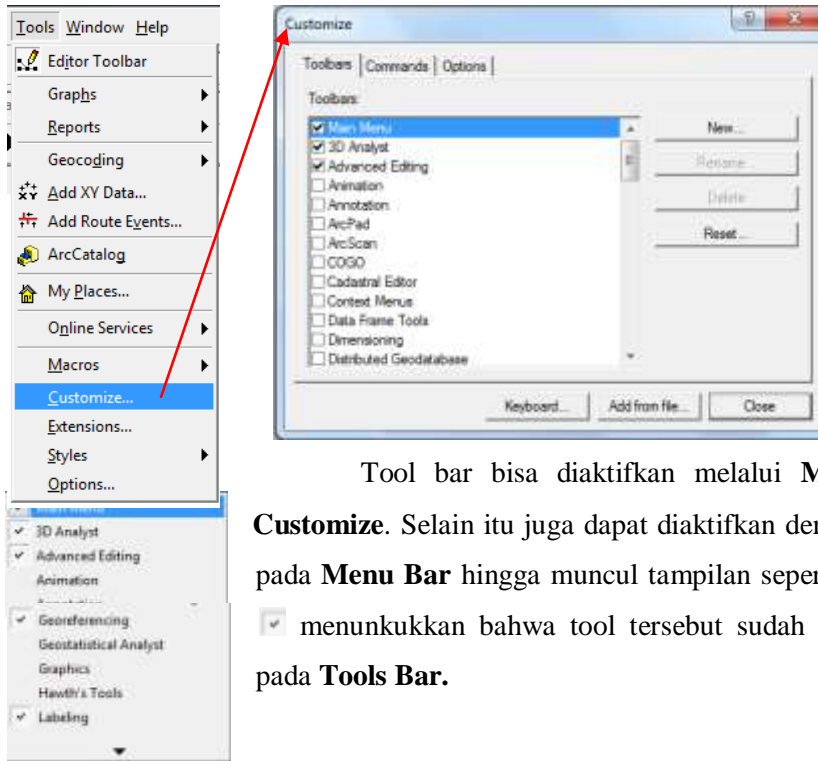 Tools Window Help
Editor Toolbar
Graphs
Reports
Geocoding
Add XY Data...
Add Route Events...
ArcCatalog
My Places...
Online Services
Macros
Customize...
Extensions...
Styles
Options...
Customize
Toolbars Commands Options
Toolbars:
Main Menu
3D Analyst
Advanced Editing
Animation
Annotation
ArcPad
ArcScan
COGO
Cadastral Editor
Context Menus
Data Frame Tools
Dimensioning
Distributed Geodatabase
New...
Rename...
Delete
Reset...
Keyboard... Add from file... Close
Main Menu
3D Analyst
Advanced Editing
Animation
Georeferencing
Geostatistical Analyst
Graphics
Hawth's Tools
Labeling
Tool bar bisa diaktifkan melalui M
Customize. Selain itu juga dapat diaktifkan den
pada Menu Bar hingga muncul tampilan seper
menunkukkan bahwa tool tersebut sudah
pada Tools Bar.